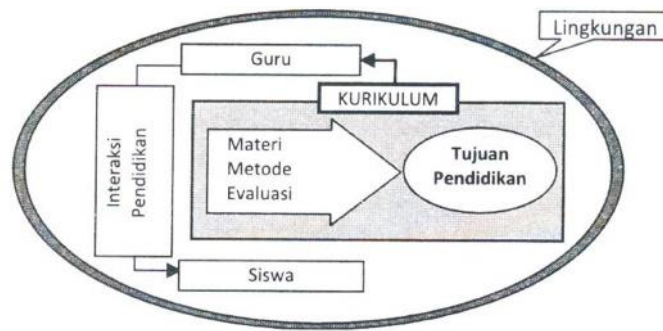 Lingkungan
Guru
KURIKULUM
Interaksi
Pendidikan
Materi
Metode
Evaluasi
Tujuan
Pendidikan
Siswa